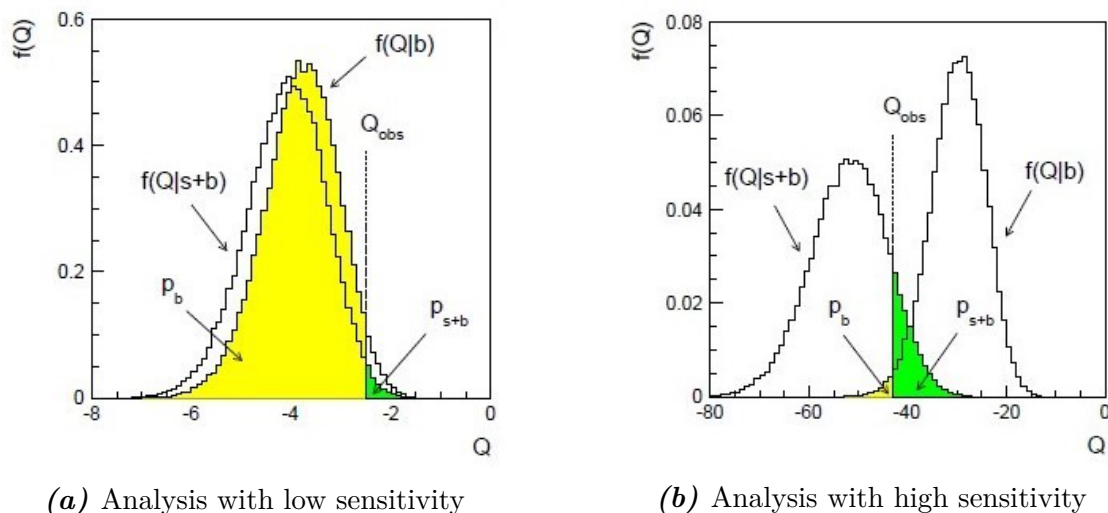 f(Q)
0.6
0.4
0.2
0
-8
-6
-4
-2
0
Q
f(Q|b)
Q_obs
f(Q|s+b)
p_b
p_s+b
f(Q)
0.08
0.06
0.04
0.02
0
-80
-60
-40
-20
0
Q
Q_obs
f(Q|s+b)
f(Q|b)
p_b
p_s+b
(a) Analysis with low sensitivity
(b) Analysis with high sensitivity